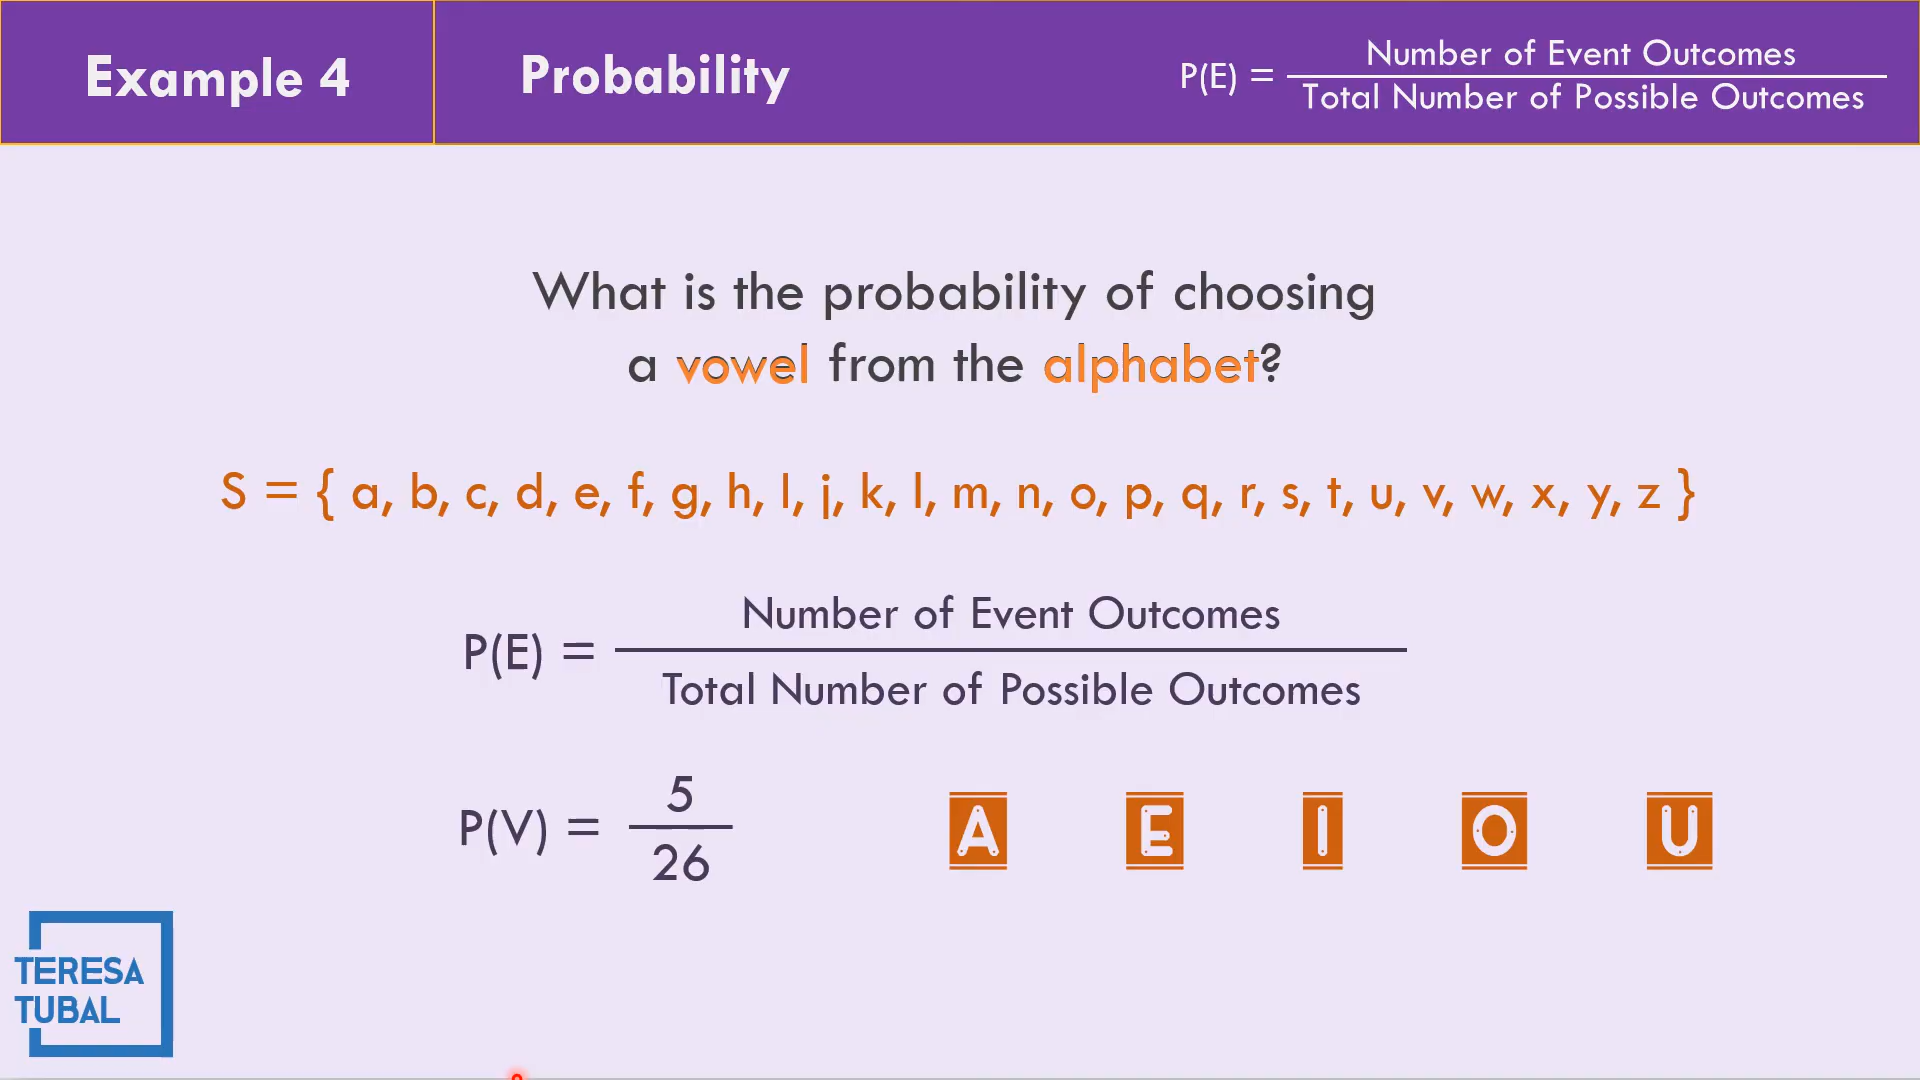 Example 4
Probability
P(E) = Number of Event Outcomes
Total Number of Possible Outcomes
What is the probability of choosing
a vowel from the alphabet?
S = { a, b, c, d, e, f, g, h, I, j, k, l, m, n, o, p, q, r, s, t, u, v, w, x, y, z }
P(E) = Number of Event Outcomes
Total Number of Possible Outcomes
P(V) = 5
26
A E I O U
TERESA
TUBAL